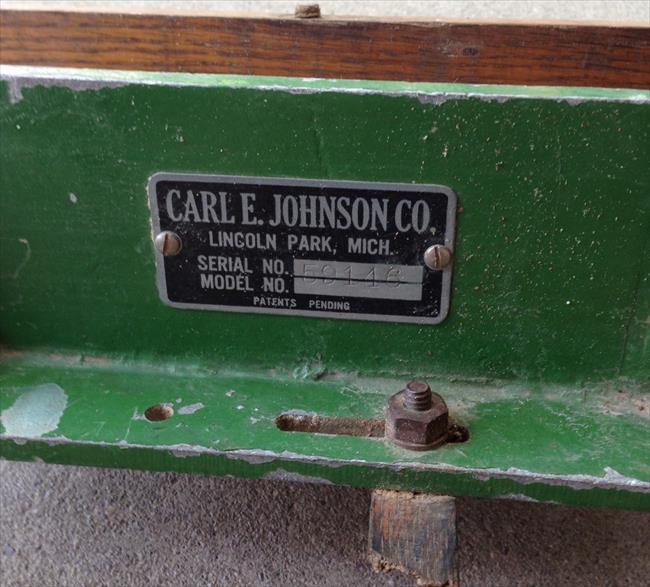 CARL E. JOHNSON CO.
LINCOLN PARK, MICH.
SERIAL NO. 59146
MODEL NO.
PATENTS PENDING